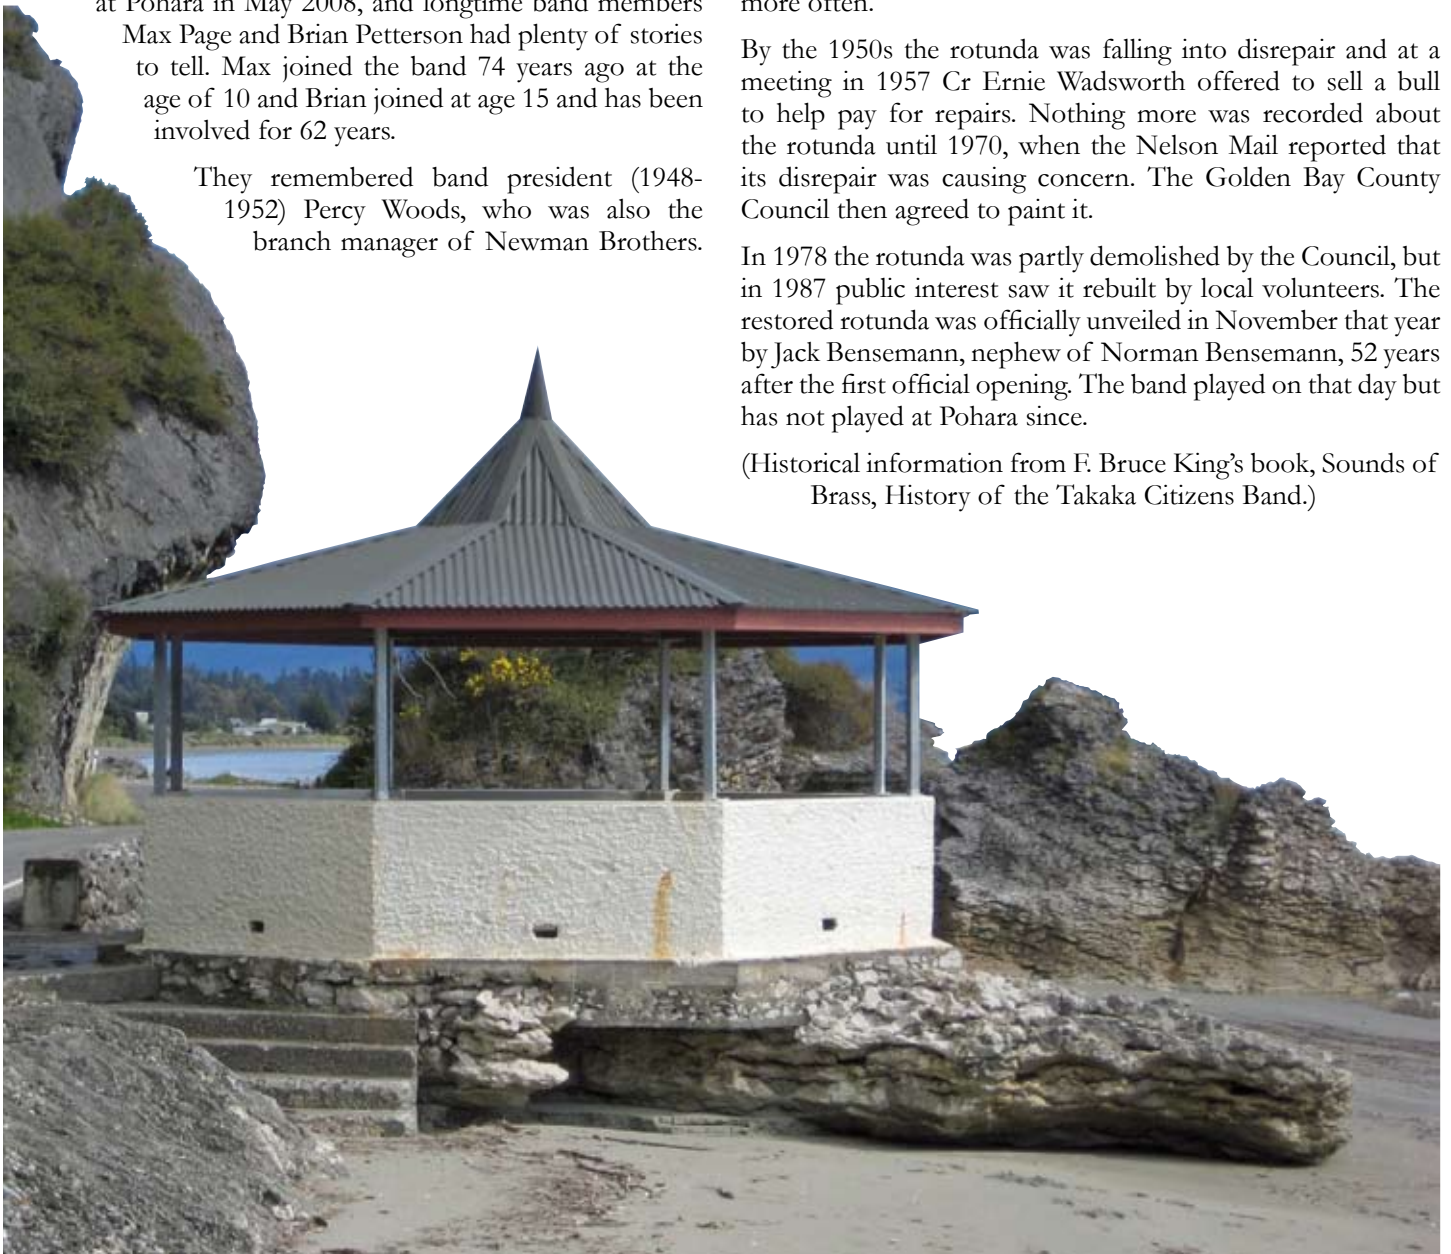 at Pohara in May 2008, and longtime band members
Max Page and Brian Petterson had plenty of stories
to tell. Max joined the band 74 years ago at the
age of 10 and Brian joined at age 15 and has been
involved for 62 years.
They remembered band president (1948-
1952) Percy Woods, who was also the
branch manager of Newman Brothers.
more often.
By the 1950s the rotunda was falling into disrepair and at a
meeting in 1957 Cr Ernie Wadsworth offered to sell a bull
to help pay for repairs. Nothing more was recorded about
the rotunda until 1970, when the Nelson Mail reported that
its disrepair was causing concern. The Golden Bay County
Council then agreed to paint it.
In 1978 the rotunda was partly demolished by the Council, but
in 1987 public interest saw it rebuilt by local volunteers. The
restored rotunda was officially unveiled in November that year
by Jack Bensemann, nephew of Norman Bensemann, 52 years
after the first official opening. The band played on that day but
has not played at Pohara since.
(Historical information from F. Bruce King's book, Sounds of
Brass, History of the Takaka Citizens Band.)